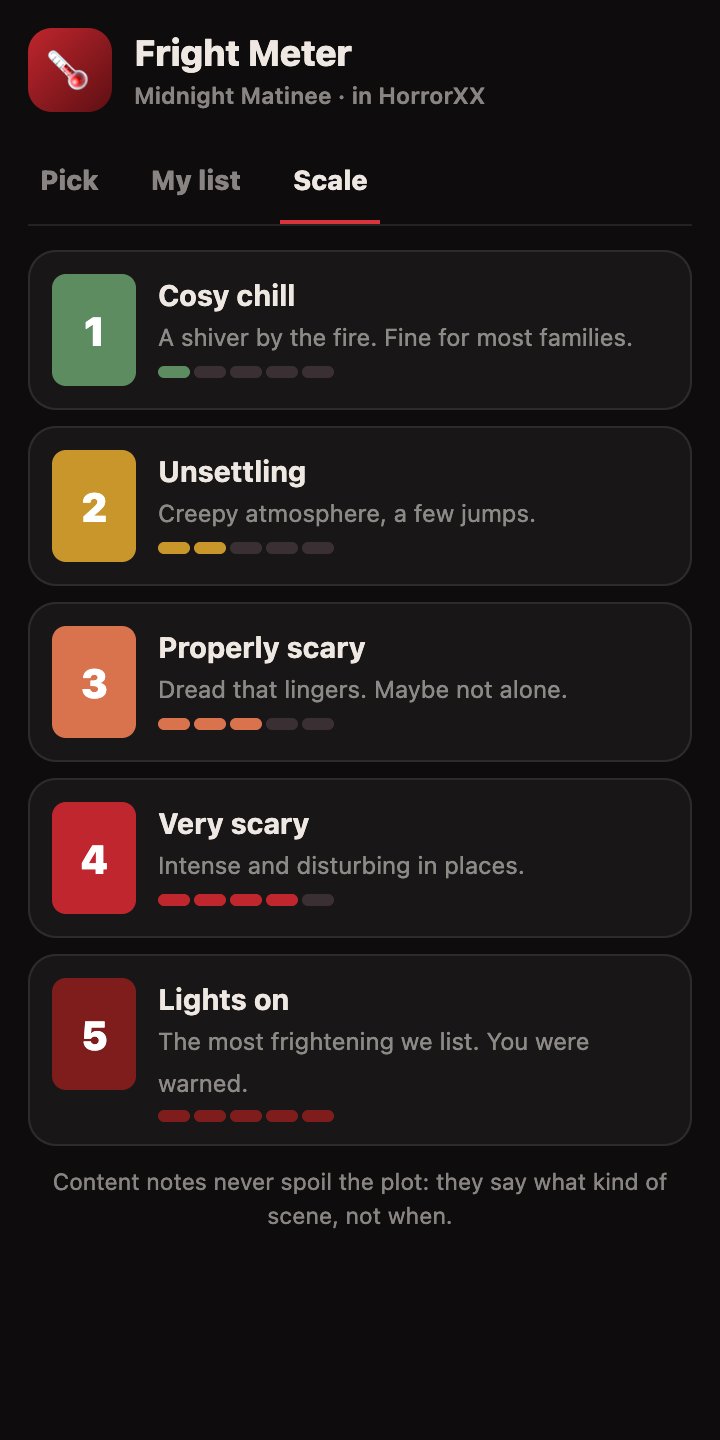 Fright Meter
Midnight Matinee · in HorrorXX
Pick My list Scale
1
Cosy chill
A shiver by the fire. Fine for most families.
2
Unsettling
Creepy atmosphere, a few jumps.
3
Properly scary
Dread that lingers. Maybe not alone.
4
Very scary
Intense and disturbing in places.
5
Lights on
The most frightening we list. You were
warned.
Content notes never spoil the plot: they say what kind of
scene, not when.